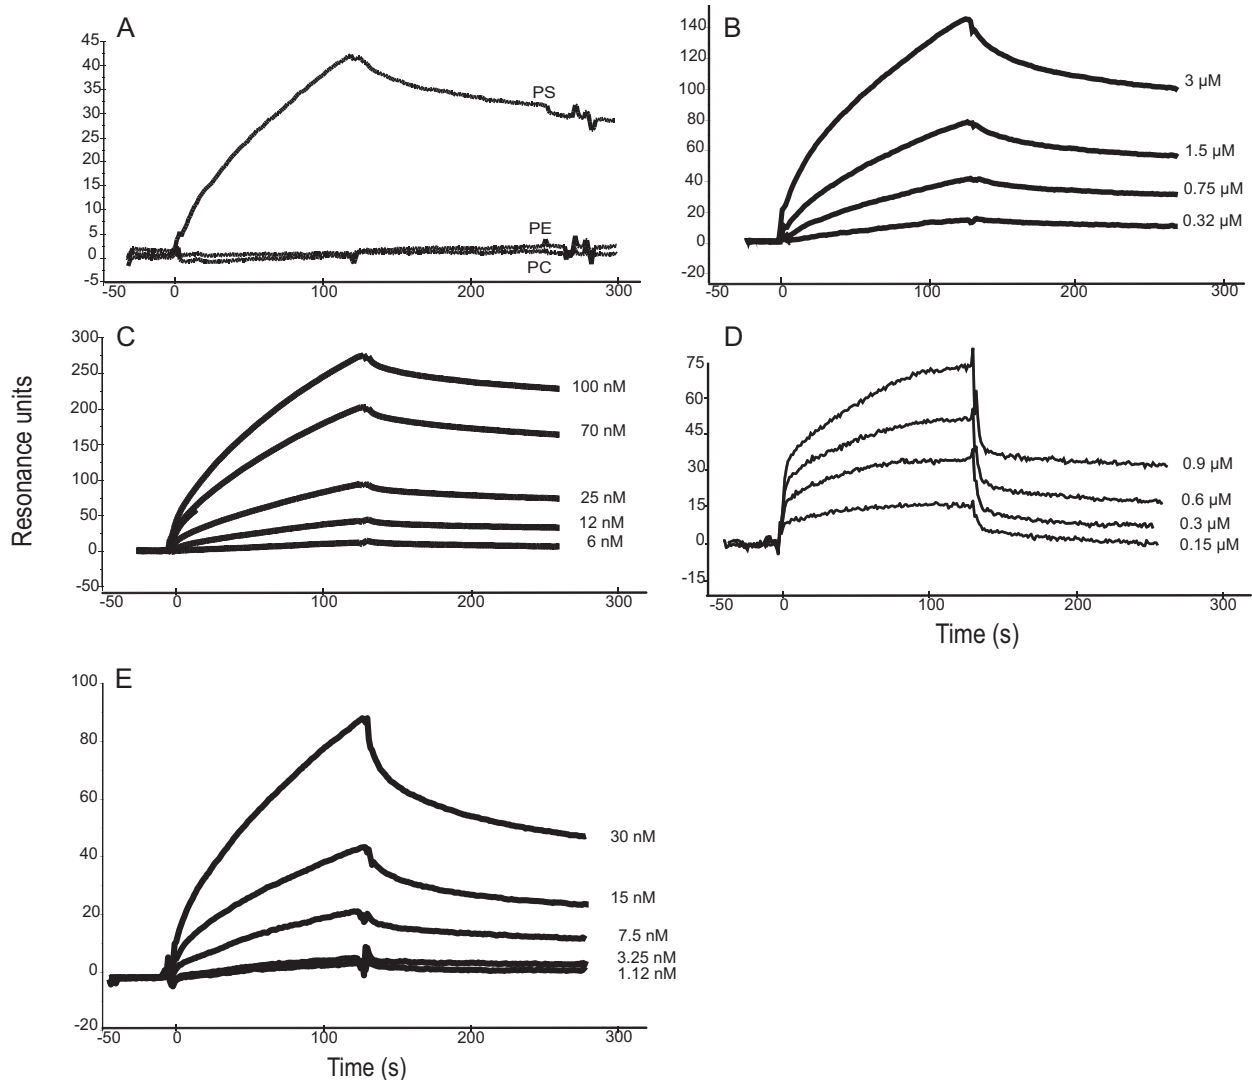 A
45
40
35
30
25
20
15
10
5
0
-5
-50 0 100 200 300
PS
PE
PC
B
140
120
100
80
60
40
20
0
-20
-50 0 100 200 300
3 µM
1.5 µM
0.75 µM
0.32 µM
Resonance units
C
300
250
200
150
100
50
0
-50
-50 0 100 200 300
100 nM
70 nM
25 nM
12 nM
6 nM
D
75
60
45
30
15
0
-15
-50 0 100 200 300
0.9 µM
0.6 µM
0.3 µM
0.15 µM
Time (s)
E
100
80
60
40
20
0
-20
-50 0 100 200 300
30 nM
15 nM
7.5 nM
3.25 nM
1.12 nM
Time (s)